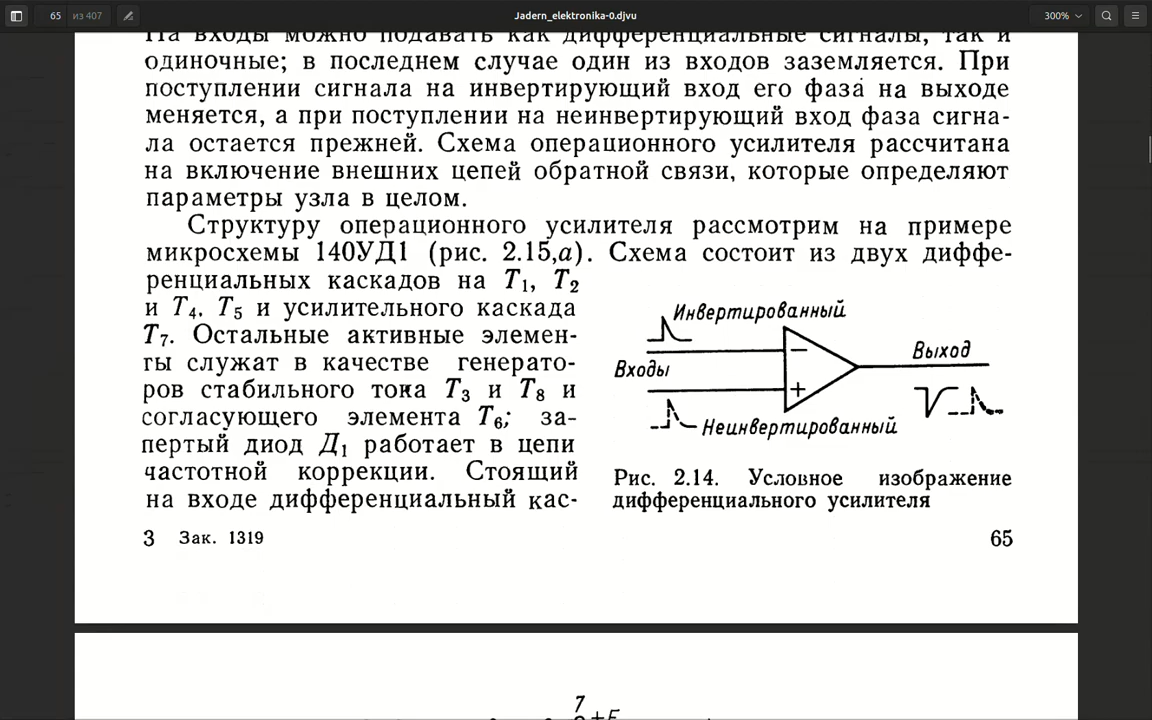 65 из 407
Jadern_elektronika-0.djvu
300%
На входы можно подавать как дифференциальные сигналы, так и
одиночные; в последнем случае один из входов заземляется. При
поступлении сигнала на инвертирующий вход его фаза на выходе
меняется, а при поступлении на неинвертирующий вход фаза сигна-
ла остается прежней. Схема операционного усилителя рассчитана
на включение внешних цепей обратной связи, которые определяют
параметры узла в целом.
Структуру операционного усилителя рассмотрим на примере
микросхемы 140УД1 (рис. 2.15,а). Схема состоит из двух диффе-
ренциальных каскадов на T₁, T₂
и T₄, T₅ и усилительного каскада
T₇. Остальные активные элемен-
ты служат в качестве генерато-
ров стабильного тока T₃ и T₈ и
согласующего элемента T₆; за-
пертый диод Д₁ работает в цепи
частотной коррекции. Стоящий
на входе дифференциальный кас-
Инвертированный
Входы
Выход
−
+
Неинвертированный
Рис. 2.14. Условное изображение
дифференциального усилителя
3 Зак. 1319
65
7